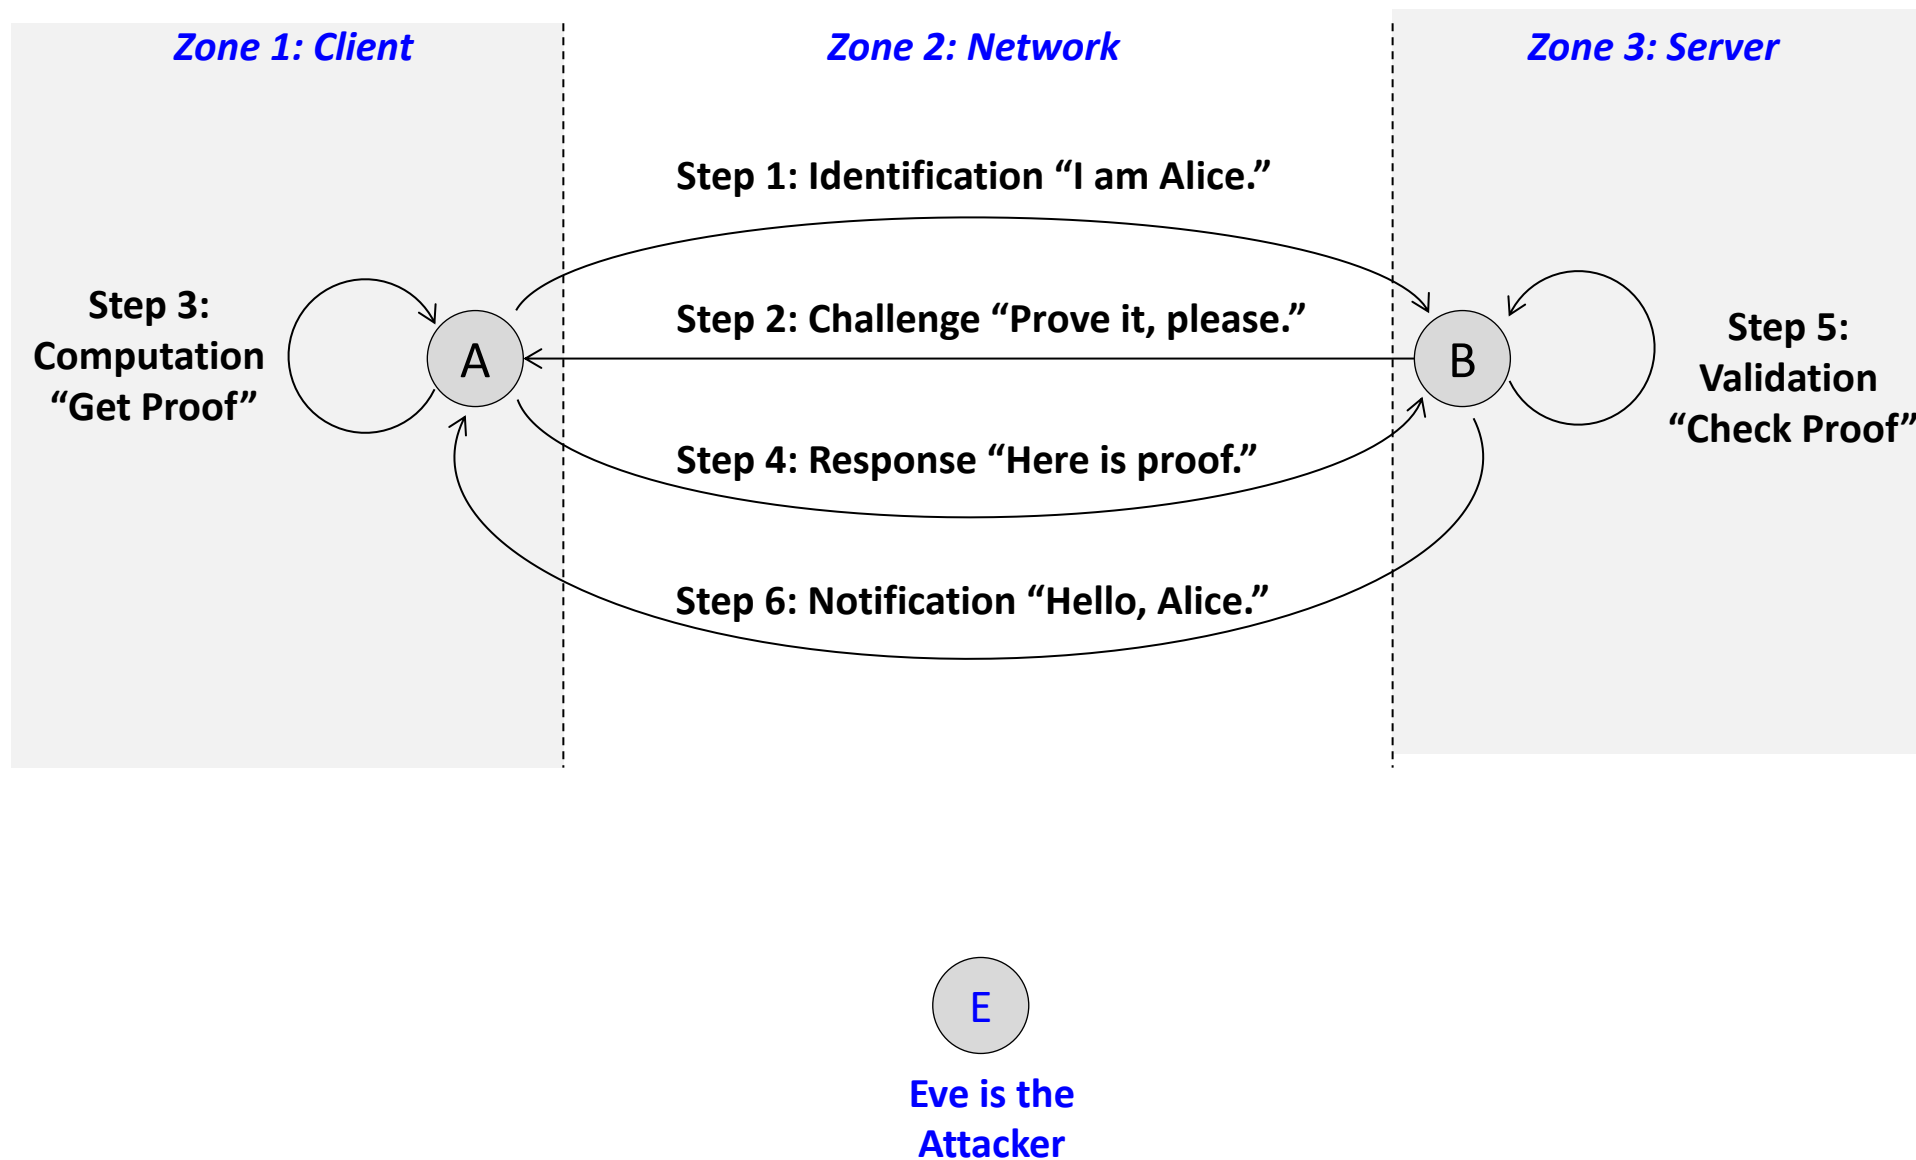 Zone 1: Client
Zone 2: Network
Zone 3: Server
Step 1: Identification “I am Alice.”
Step 3:
Computation
“Get Proof”
A
Step 2: Challenge “Prove it, please.”
B
Step 5:
Validation
“Check Proof”
Step 4: Response “Here is proof.”
Step 6: Notification “Hello, Alice.”
E
Eve is the
Attacker